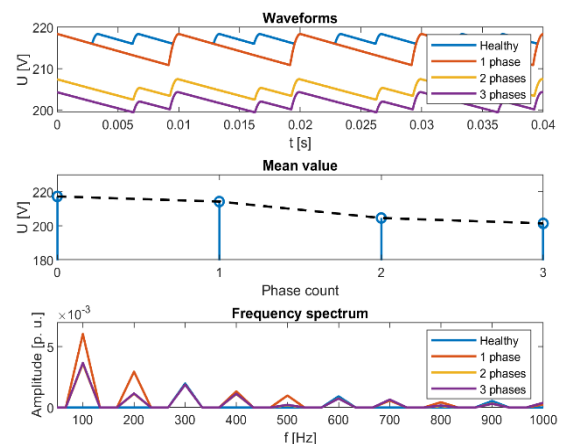 Waveforms
U [V]
220
210
200
Healthy
1 phase
2 phases
3 phases
0 0.005 0.01 0.015 0.02 0.025 0.03 0.035 0.04
t [s]
Mean value
U [V]
220
200
180
0 1 2 3
Phase count
×10⁻³
Frequency spectrum
Amplitude [p. u.]
5
0
Healthy
1 phase
2 phases
3 phases
100 200 300 400 500 600 700 800 900 1000
f [Hz]